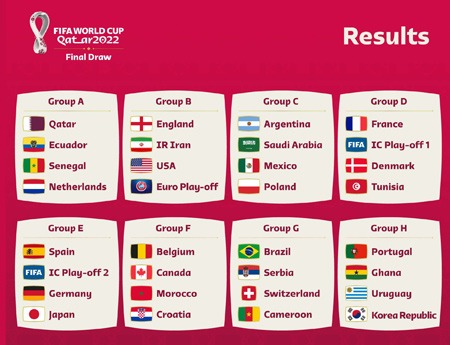 FIFA WORLD CUP
Qatar2022
Final Draw
Results
Group A
Qatar
Ecuador
Senegal
Netherlands
Group B
England
IR Iran
USA
Euro Play-off
Group C
Argentina
Saudi Arabia
Mexico
Poland
Group D
France
FIFA IC Play-off 1
Denmark
Tunisia
Group E
Spain
FIFA IC Play-off 2
Germany
Japan
Group F
Belgium
Canada
Morocco
Croatia
Group G
Brazil
Serbia
Switzerland
Cameroon
Group H
Portugal
Ghana
Uruguay
Korea Republic